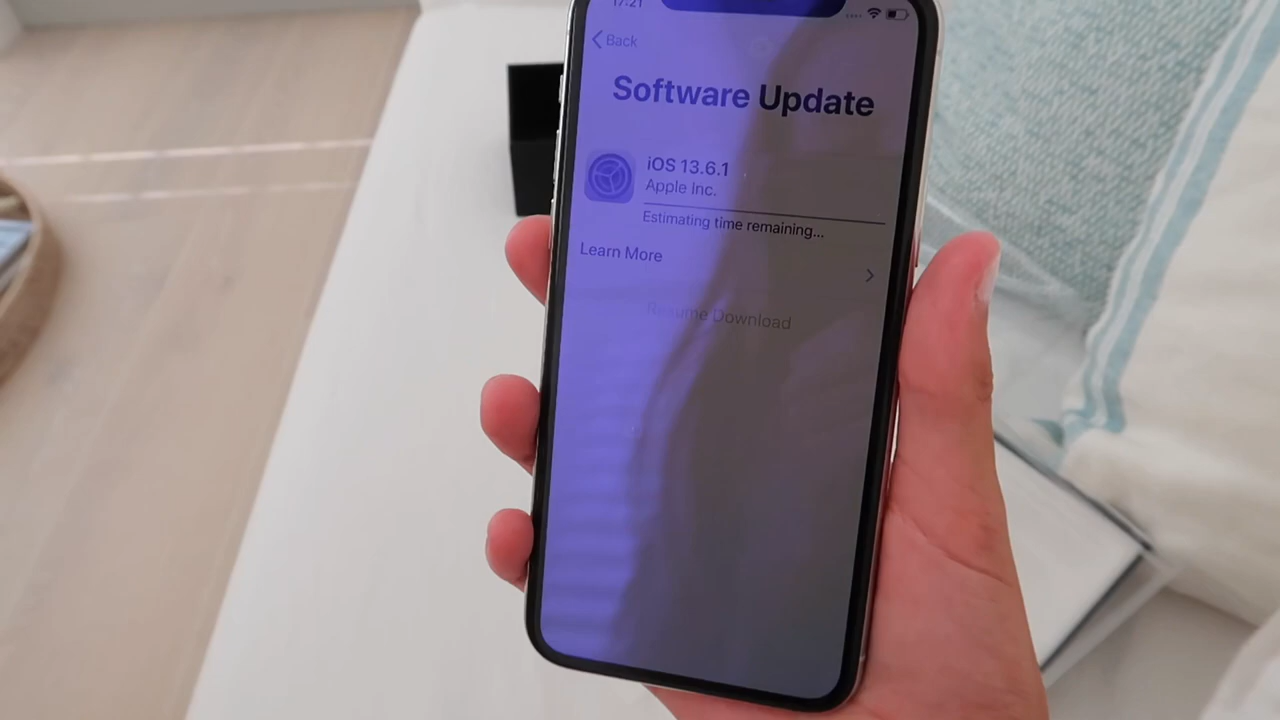 17:21
Back
Software Update
iOS 13.6.1
Apple Inc.
Estimating time remaining...
Learn More
Resume Download